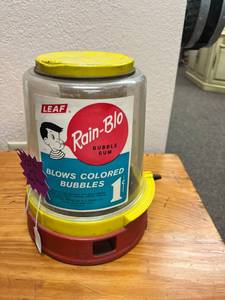 LEAF
Rain-Blo
BUBBLE
GUM
BLOWS COLORED
BUBBLES
1¢